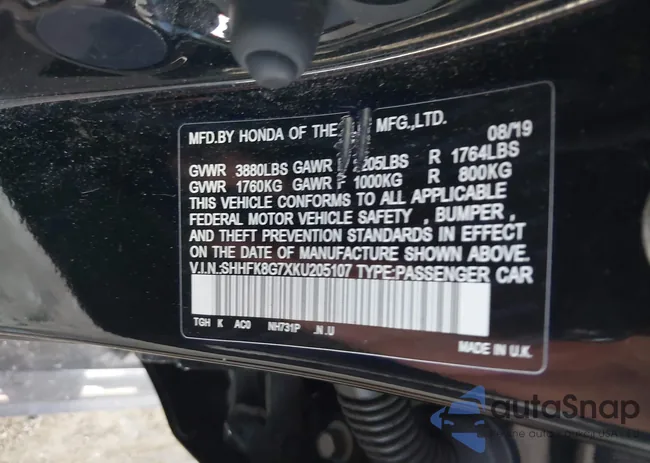 MFD.BY HONDA OF THE MFG.,LTD. 08/19
GVWR 3880LBS GAWR 2205LBS R 1764LBS
GVWR 1760KG GAWR F 1000KG R 800KG
THIS VEHICLE CONFORMS TO ALL APPLICABLE
FEDERAL MOTOR VEHICLE SAFETY , BUMPER ,
AND THEFT PREVENTION STANDARDS IN EFFECT
ON THE DATE OF MANUFACTURE SHOWN ABOVE.
V.I.N.:SHHFK8G7XKU205107 TYPE:PASSENGER CAR
TGH K AC0 NH731P .N.U
MADE IN U.K.
autoSnap